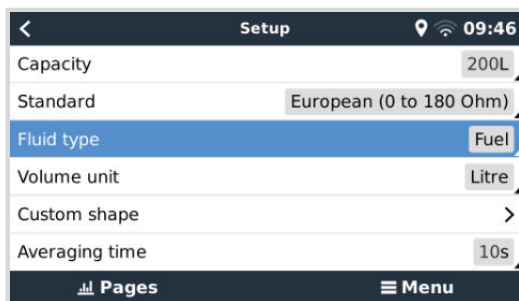 Setup 09:46
Capacity 200L
Standard European (0 to 180 Ohm)
Fluid type Fuel
Volume unit Litre
Custom shape
Averaging time 10s
Pages Menu